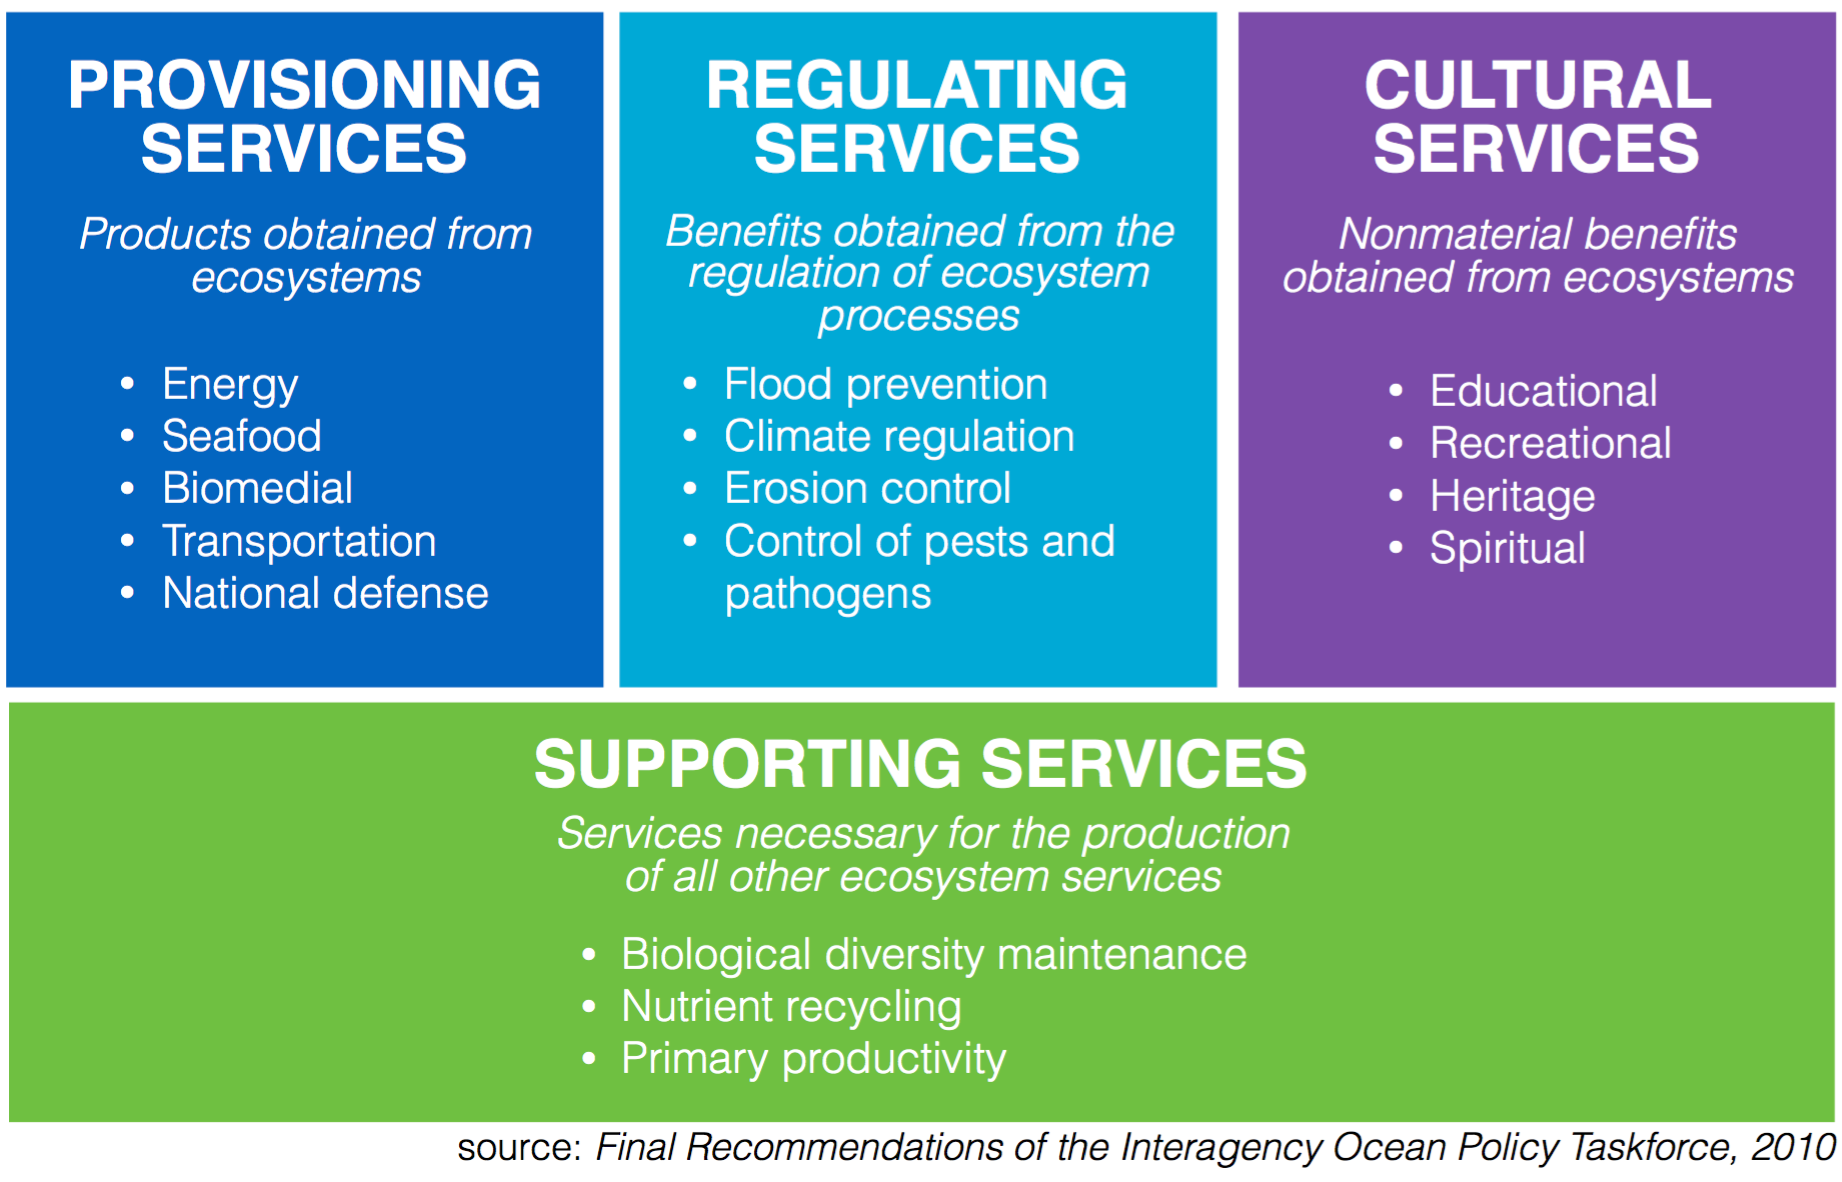 PROVISIONING
SERVICES
Products obtained from
ecosystems
• Energy
• Seafood
• Biomedial
• Transportation
• National defense
REGULATING
SERVICES
Benefits obtained from the
regulation of ecosystem
processes
• Flood prevention
• Climate regulation
• Erosion control
• Control of pests and
pathogens
CULTURAL
SERVICES
Nonmaterial benefits
obtained from ecosystems
• Educational
• Recreational
• Heritage
• Spiritual
SUPPORTING SERVICES
Services necessary for the production
of all other ecosystem services
• Biological diversity maintenance
• Nutrient recycling
• Primary productivity
source: Final Recommendations of the Interagency Ocean Policy Taskforce, 2010